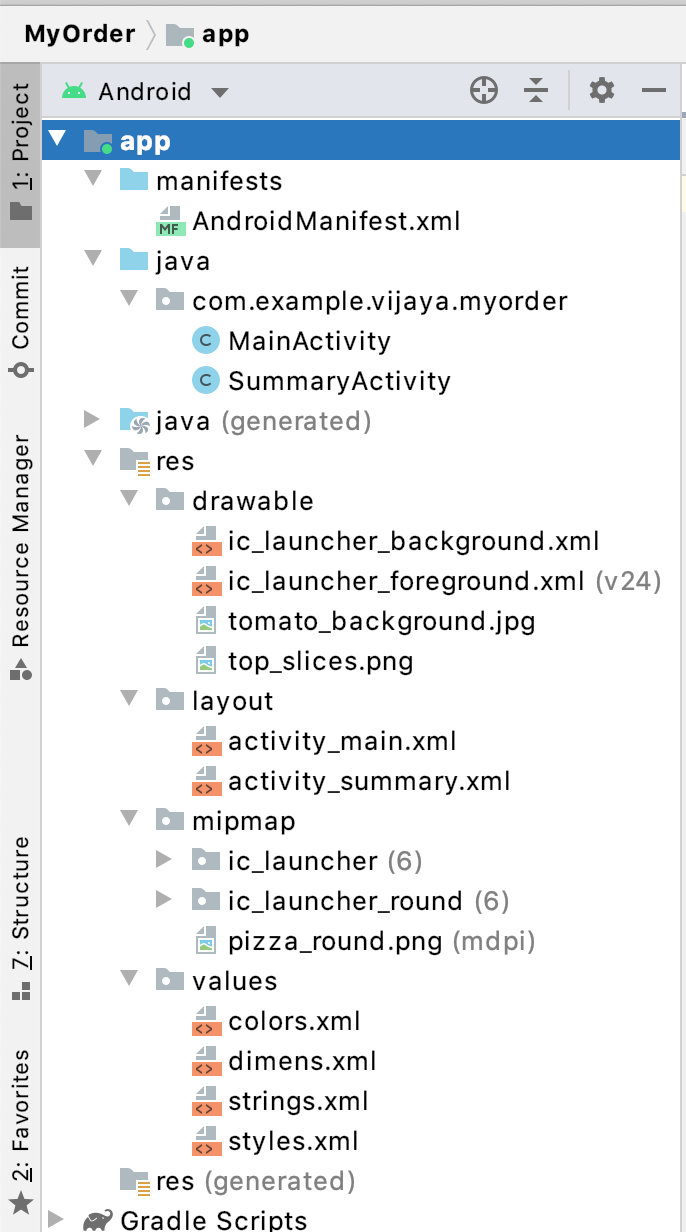 MyOrder app
Android
app
manifests
AndroidManifest.xml
MF
java
com.example.vijaya.myorder
C MainActivity
C SummaryActivity
java (generated)
res
drawable
<> ic_launcher_background.xml
<> ic_launcher_foreground.xml (v24)
tomato_background.jpg
top_slices.png
layout
<> activity_main.xml
<> activity_summary.xml
mipmap
ic_launcher (6)
ic_launcher_round (6)
pizza_round.png (mdpi)
values
<> colors.xml
<> dimens.xml
<> strings.xml
<> styles.xml
res (generated)
Gradle Scripts
1: Project
Commit
Resource Manager
7: Structure
2: Favorites